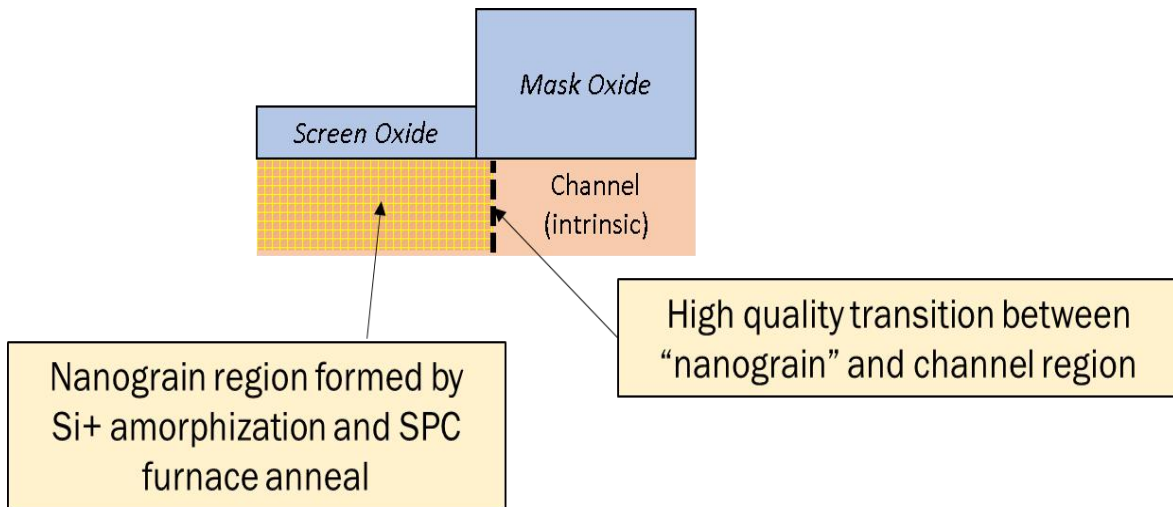 Mask Oxide
Screen Oxide
Channel
(intrinsic)
High quality transition between
“nanograin” and channel region
Nanograin region formed by
Si+ amorphization and SPC
furnace anneal